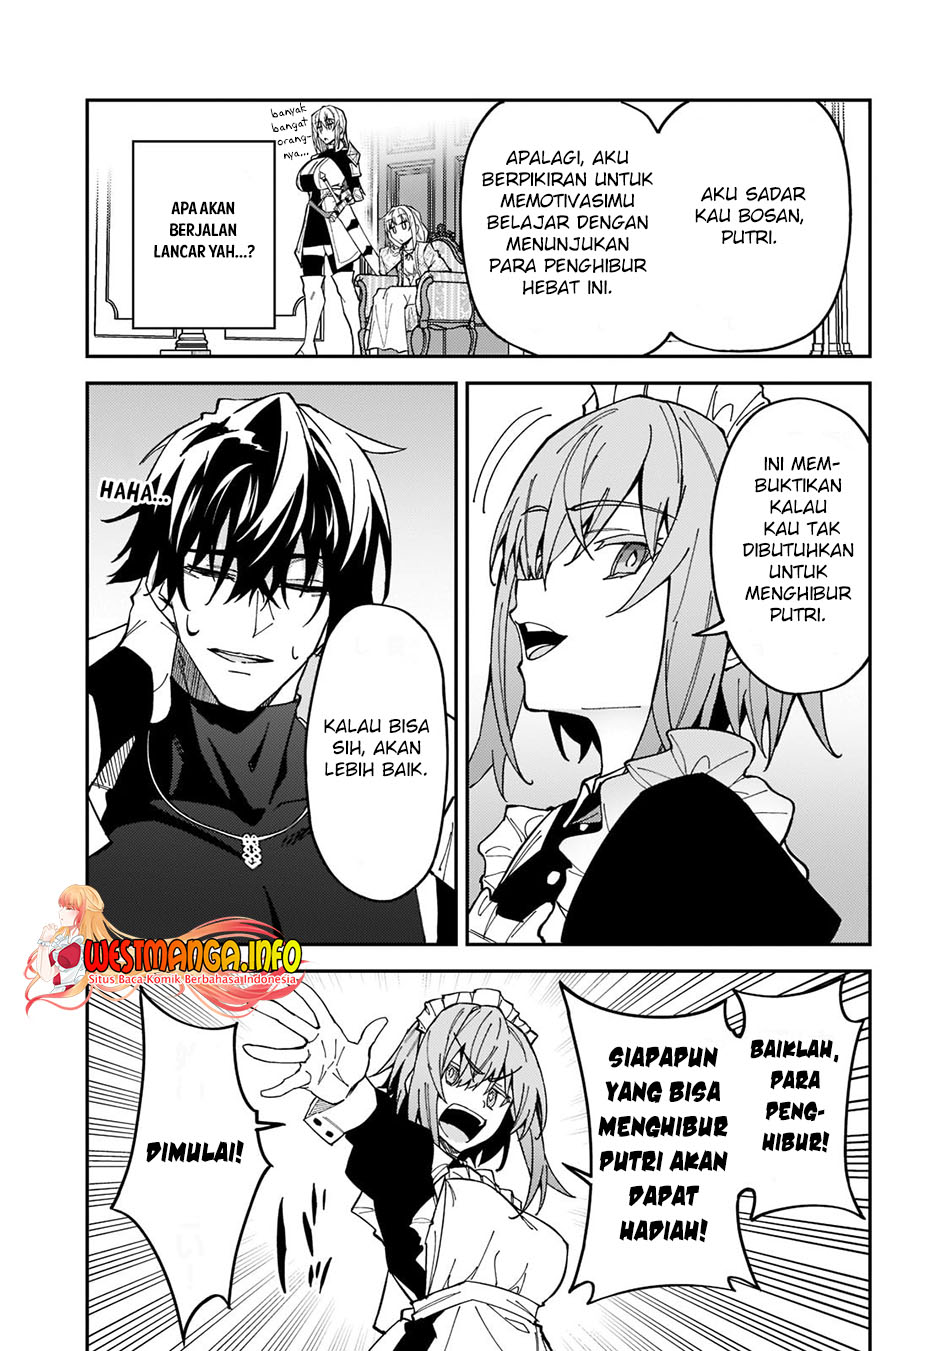 AKU SADAR
KAU BOSAN,
PUTRI.
APALAGI, AKU
BERPIKIRAN UNTUK
MEMOTIVASIMU
BELAJAR DENGAN
MENUNJUKAN
PARA PENGHIBUR
HEBAT INI.
banyak
bangat
orang-
nya...
APA AKAN
BERJALAN
LANCAR YAH...?
INI MEM-
BUKTIKAN
KALAU
KAU TAK
DIBUTUHKAN
UNTUK
MENGHIBUR
PUTRI.
HAHA...
KALAU BISA
SIH, AKAN
LEBIH BAIK.
WESTMANGA.INFO
Situs Baca Komik Berbahasa Indonesia
BAIKLAH,
PARA
PENG-
HIBUR!
SIAPAPUN
YANG BISA
MENGHIBUR
PUTRI AKAN
DAPAT
HADIAH!
DIMULAI!